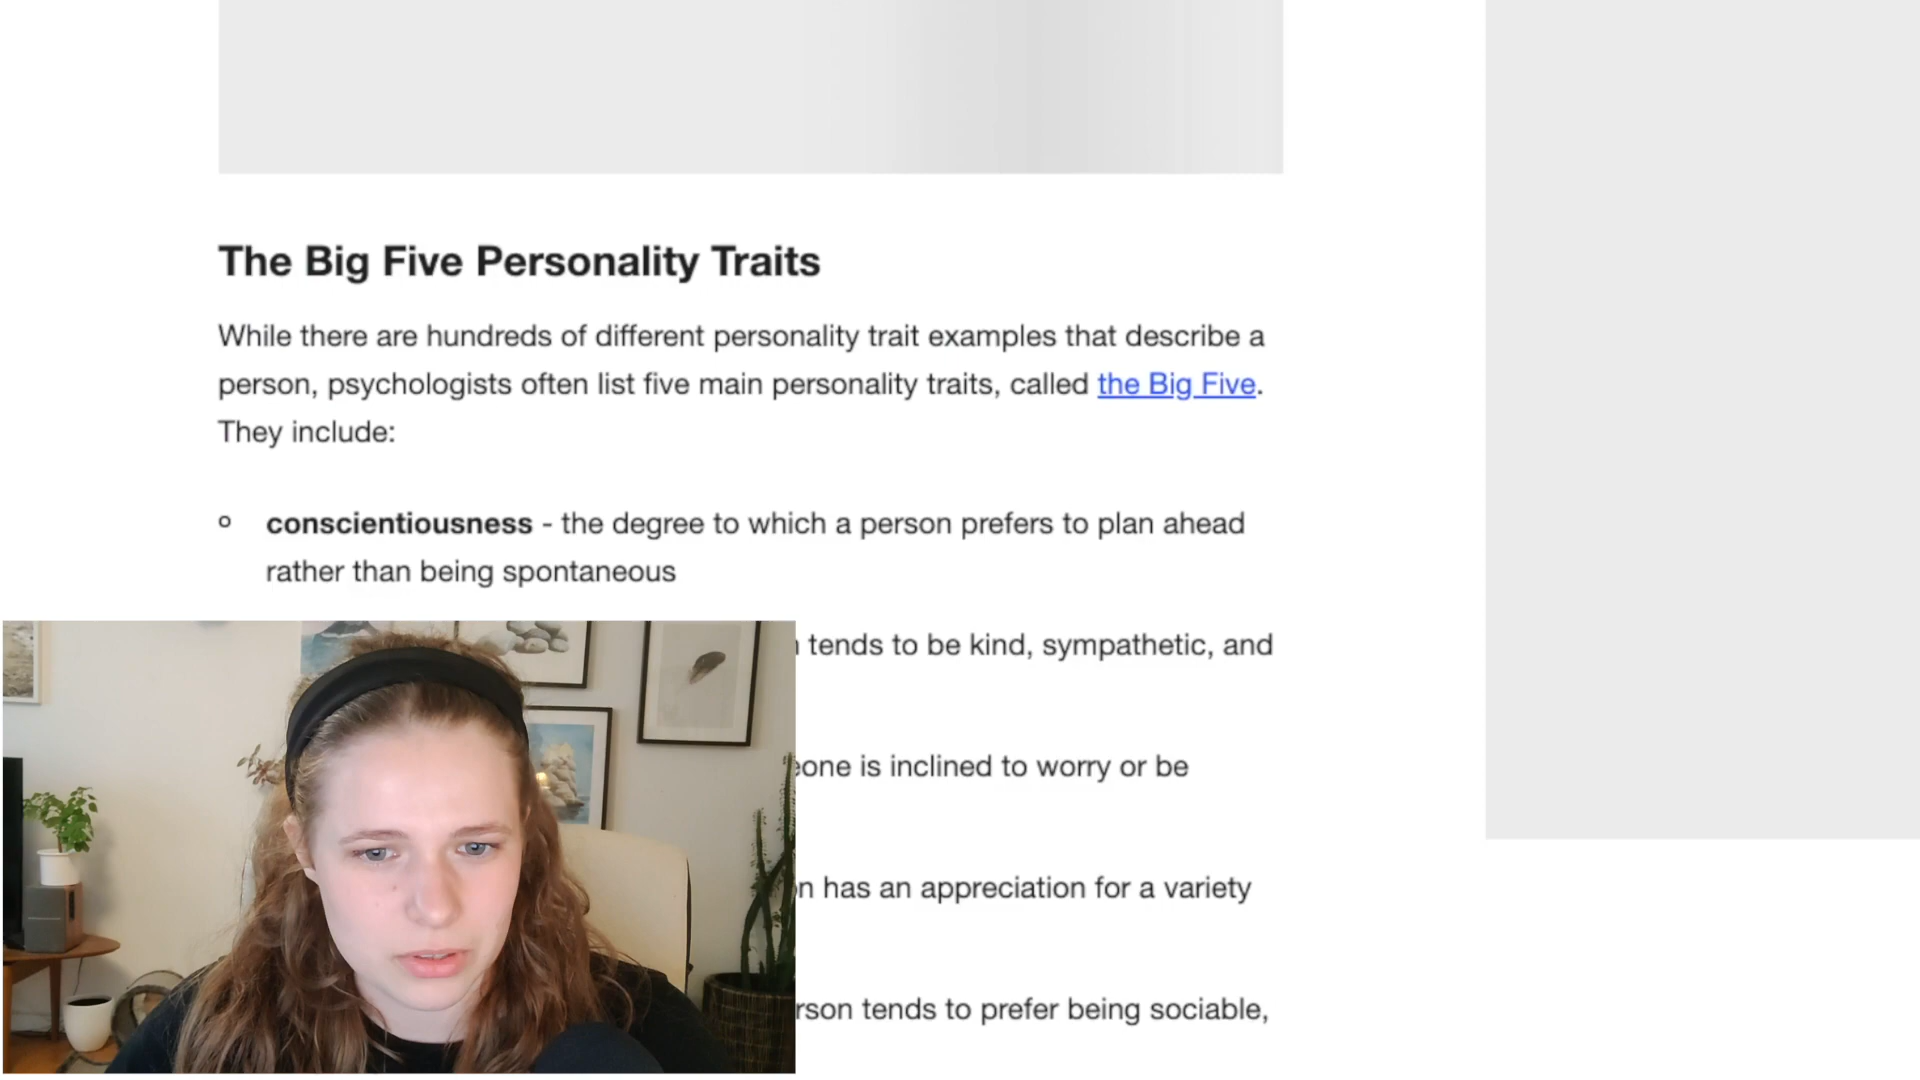 The Big Five Personality Traits
While there are hundreds of different personality trait examples that describe a
person, psychologists often list five main personality traits, called the Big Five.
They include:
conscientiousness - the degree to which a person prefers to plan ahead
rather than being spontaneous
tends to be kind, sympathetic, and
is inclined to worry or be
has an appreciation for a variety
tends to prefer being sociable,